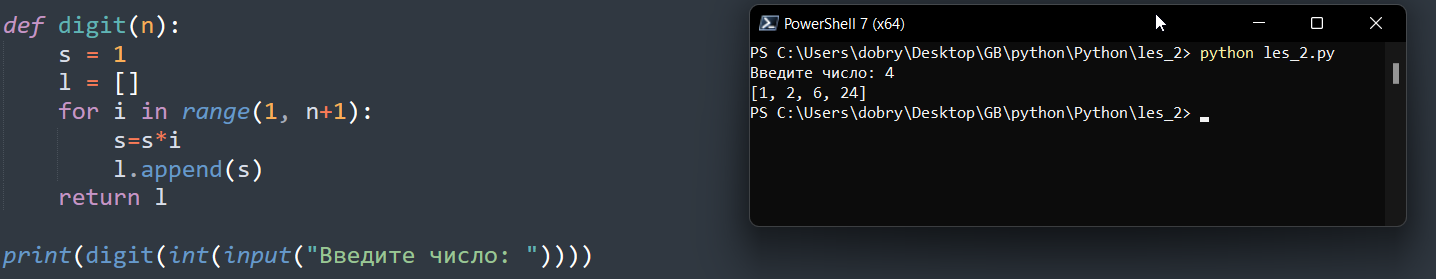 def digit(n):
    s = 1
    l = []
    for i in range(1, n+1):
        s=s*i
        l.append(s)
    return l
print(digit(int(input("Введите число: "))))
PowerShell 7 (x64)
PS C:\Users\dobry\Desktop\GB\python\Python\les_2> python les_2.py
Введите число: 4
[1, 2, 6, 24]
PS C:\Users\dobry\Desktop\GB\python\Python\les_2>